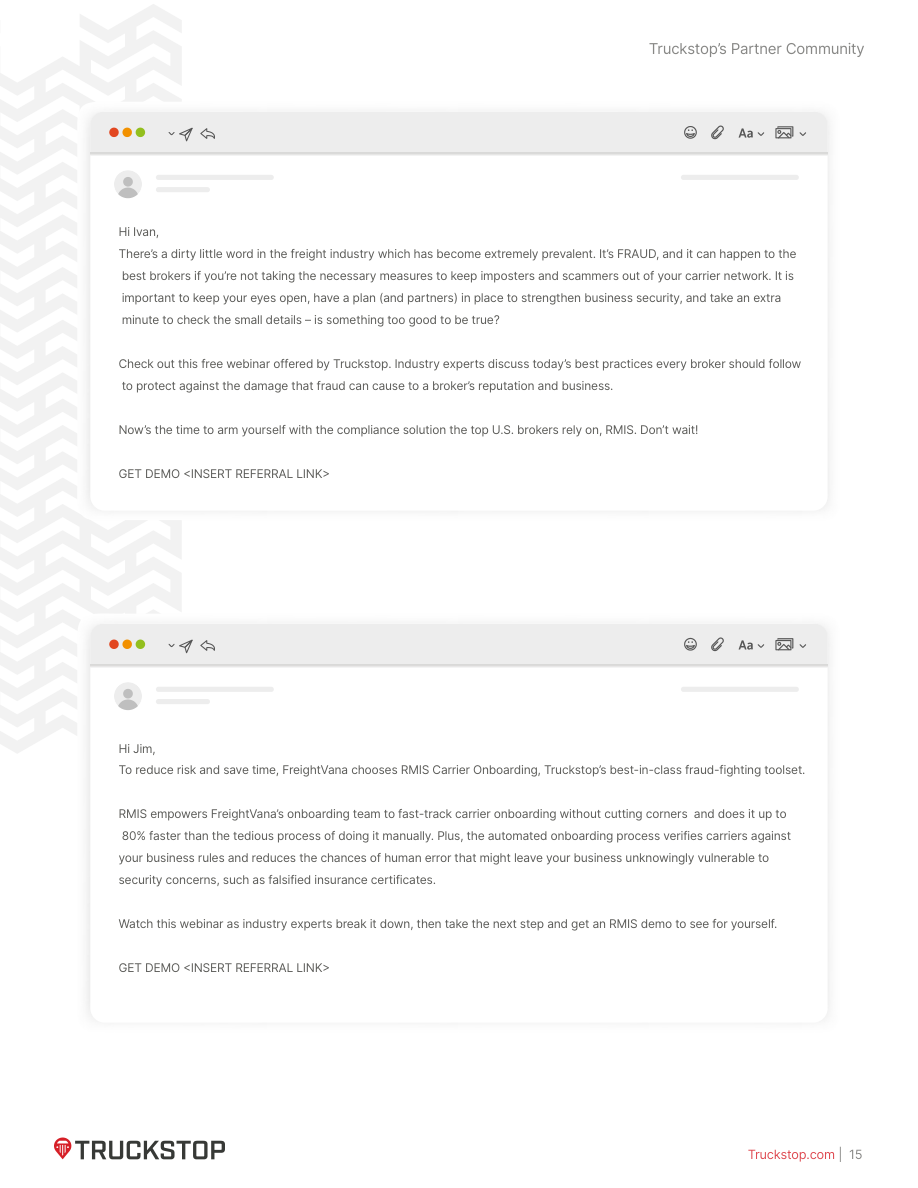 Truckstop’s Partner Community
Aa
Hi Ivan,
There’s a dirty little word in the freight industry which has become extremely prevalent. It’s FRAUD, and it can happen to the
best brokers if you’re not taking the necessary measures to keep imposters and scammers out of your carrier network. It is
important to keep your eyes open, have a plan (and partners) in place to strengthen business security, and take an extra
minute to check the small details – is something too good to be true?
Check out this free webinar offered by Truckstop. Industry experts discuss today’s best practices every broker should follow
to protect against the damage that fraud can cause to a broker’s reputation and business.
Now’s the time to arm yourself with the compliance solution the top U.S. brokers rely on, RMIS. Don’t wait!
GET DEMO <INSERT REFERRAL LINK>
Aa
Hi Jim,
To reduce risk and save time, FreightVana chooses RMIS Carrier Onboarding, Truckstop’s best-in-class fraud-fighting toolset.
RMIS empowers FreightVana’s onboarding team to fast-track carrier onboarding without cutting corners  and does it up to
80% faster than the tedious process of doing it manually. Plus, the automated onboarding process verifies carriers against
your business rules and reduces the chances of human error that might leave your business unknowingly vulnerable to
security concerns, such as falsified insurance certificates.
Watch this webinar as industry experts break it down, then take the next step and get an RMIS demo to see for yourself.
GET DEMO <INSERT REFERRAL LINK>
TRUCKSTOP
Truckstop.com | 15